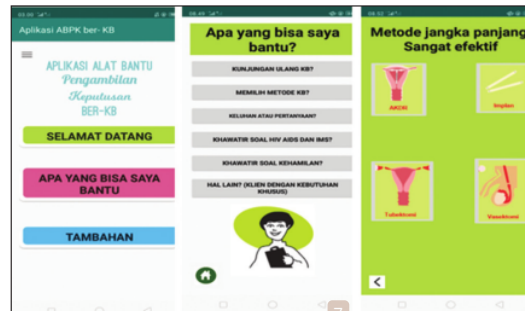 Aplikasi ABPK ber- KB
APLIKASI ALAT BANTU
Pengambilan
Keputusan
BER-KB
SELAMAT DATANG
APA YANG BISA SAYA
BANTU
TAMBAHAN
Apa yang bisa saya
bantu?
KUNJUNGAN ULANG KB?
MEMILIH METODE KB?
KELUHAN ATAU PERTANYAAN?
KHAWATIR SOAL HIV AIDS DAN IMS?
KHAWATIR SOAL KEHAMILAN?
HAL LAIN? (KLIEN DENGAN KEBUTUHAN
KHUSUS)
Metode jangka panjang
Sangat efektif
AKDR
Implan
Tubektomi
Vasektomi